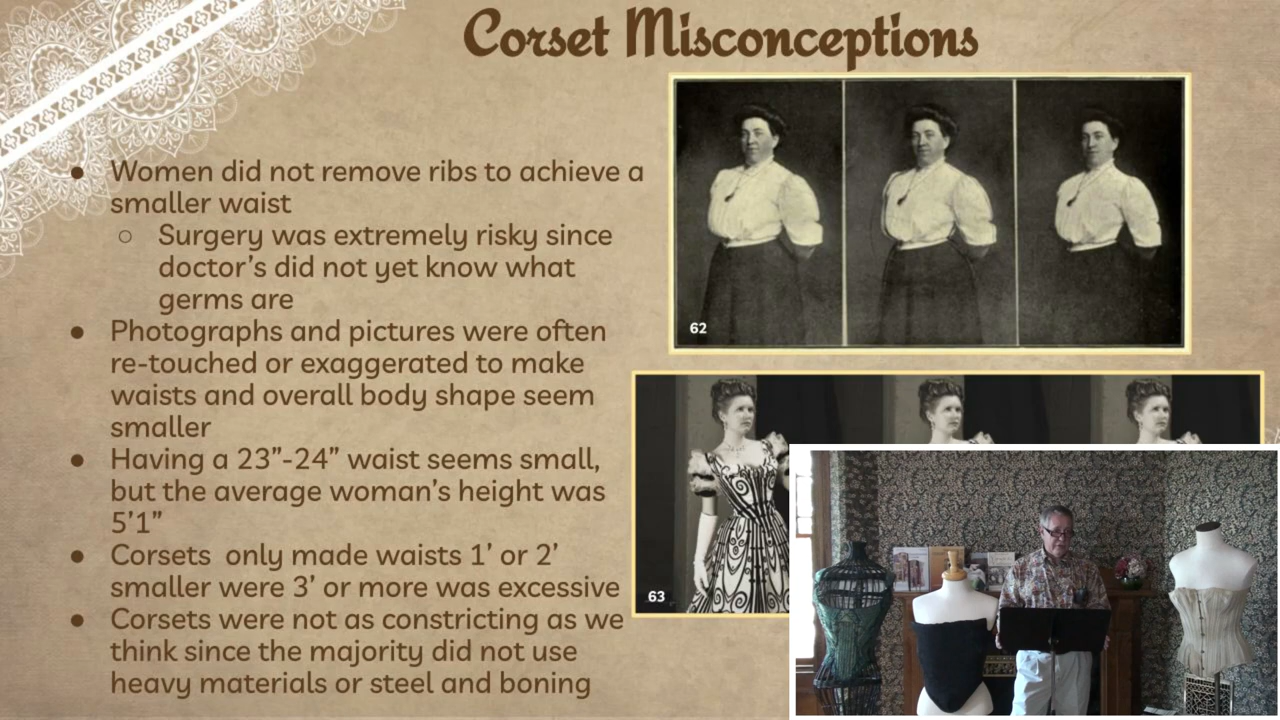 Corset Misconceptions
● Women did not remove ribs to achieve a
smaller waist
○ Surgery was extremely risky since
doctor's did not yet know what
germs are
● Photographs and pictures were often
re-touched or exaggerated to make
waists and overall body shape seem
smaller
● Having a 23”-24” waist seems small,
but the average woman's height was
5'1”
● Corsets only made waists 1' or 2'
smaller were 3' or more was excessive
● Corsets were not as constricting as we
think since the majority did not use
heavy materials or steel and boning
62
63